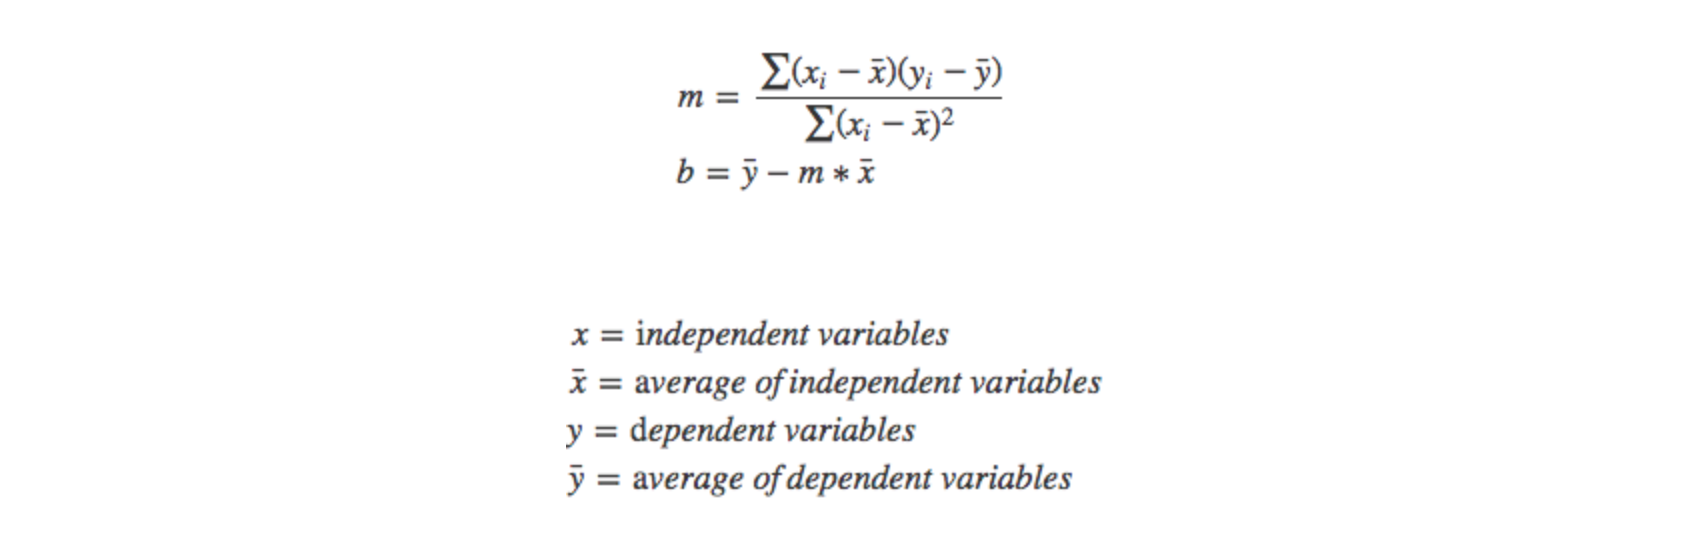 m = ∑(xᵢ − x̄)(yᵢ − ȳ) / ∑(xᵢ − x̄)²
b = ȳ − m * x̄
x = independent variables
x̄ = average of independent variables
y = dependent variables
ȳ = average of dependent variables